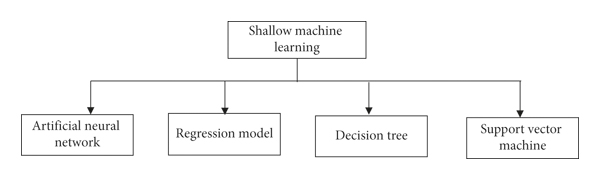 Shallow machine
learning
Artificial neural
network
Regression model
Decision tree
Support vector
machine